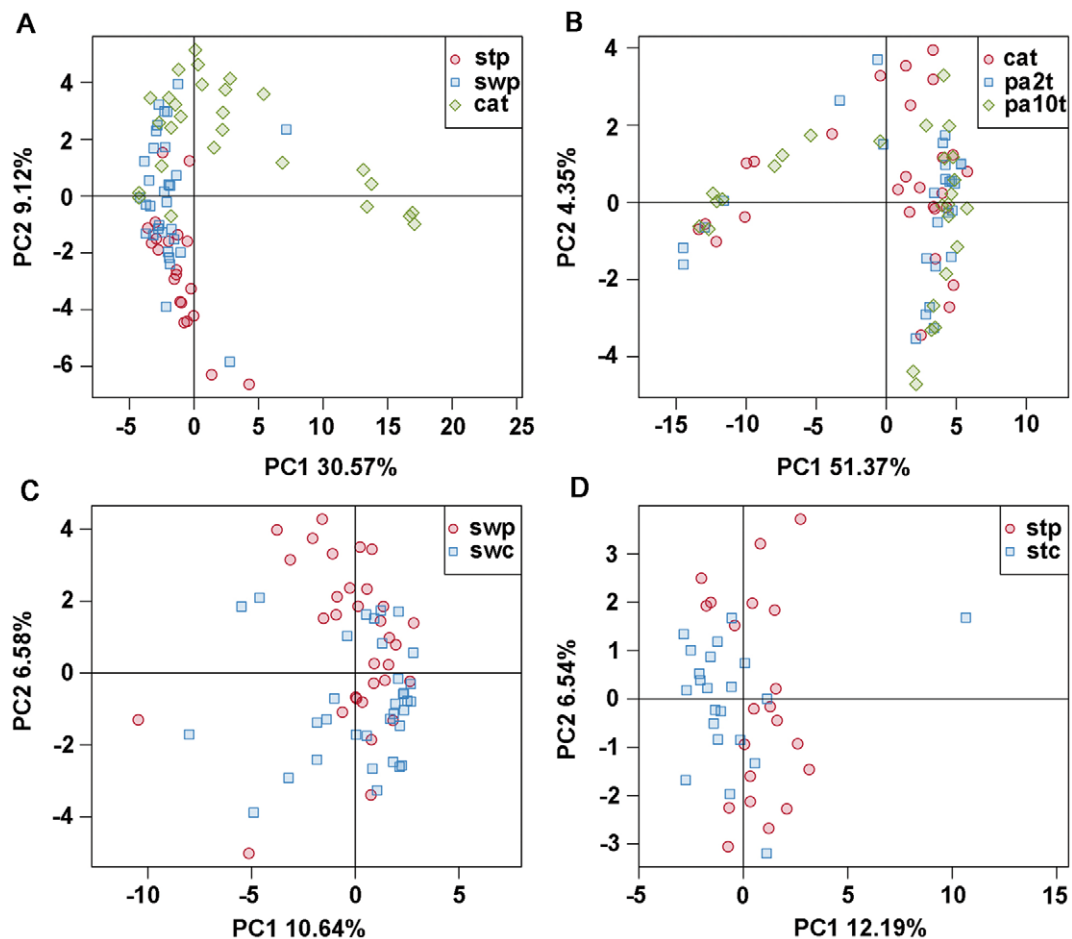 A
stp
swp
cat
4
2
0
-2
-4
-6
PC2 9.12%
-5 0 5 10 15 20 25
PC1 30.57%
B
cat
pa2t
pa10t
4
2
0
-2
-4
PC2 4.35%
-15 -10 -5 0 5 10
PC1 51.37%
C
swp
swc
4
2
0
-2
-4
PC2 6.58%
-10 -5 0 5
PC1 10.64%
D
stp
stc
3
2
1
0
-1
-2
-3
PC2 6.54%
5 0 5 10 15
PC1 12.19%